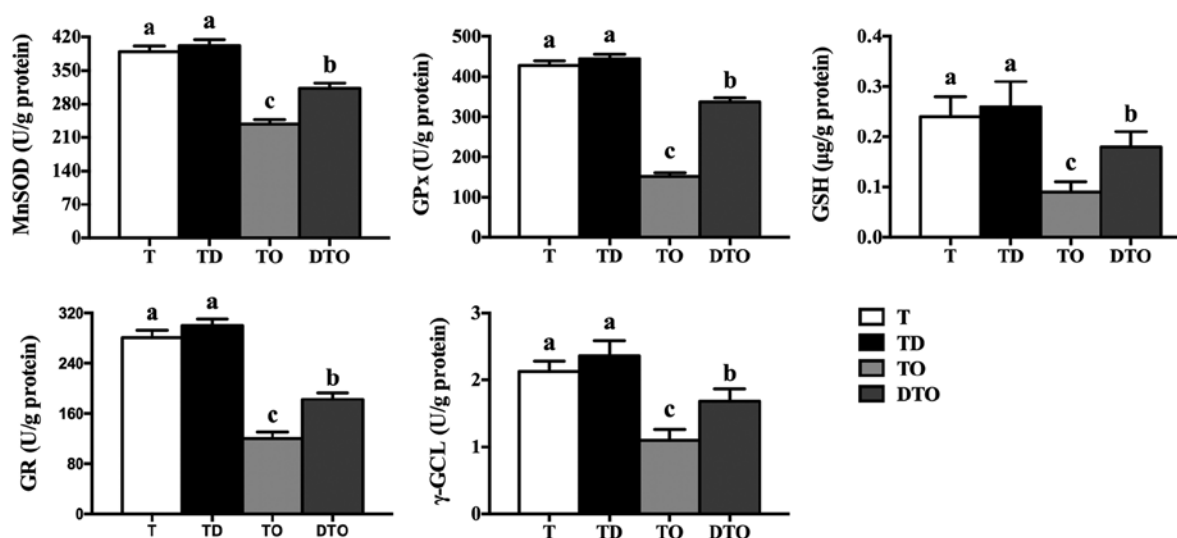 MnSOD (U/g protein)
420
350
280
210
140
70
0
a
a
c
b
T TD TO DTO
GPx (U/g protein)
500
400
300
200
100
0
a
a
c
b
T TD TO DTO
GSH (μg/g protein)
0.4
0.3
0.2
0.1
0.0
a
a
c
b
T TD TO DTO
GR (U/g protein)
320
240
160
80
0
a
a
c
b
T TD TO DTO
γ-GCL (U/g protein)
3
2
1
0
a
a
c
b
T TD TO DTO
T
TD
TO
DTO